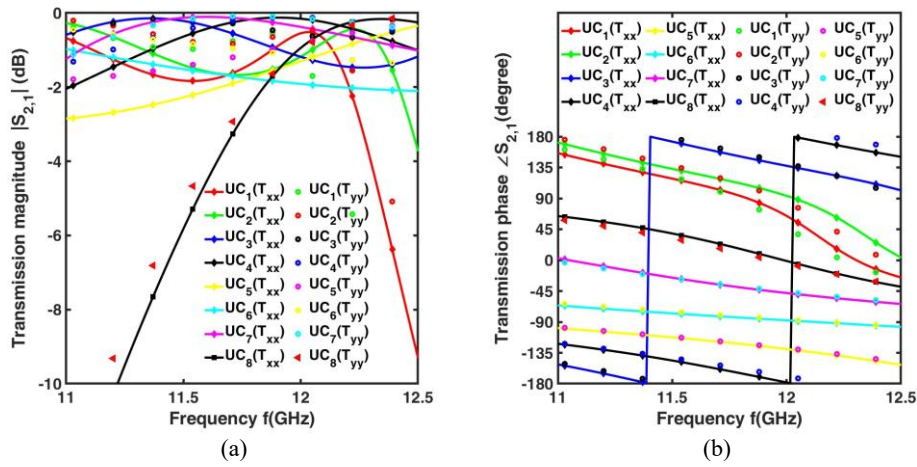 Transmission magnitude |S2,1| (dB)
0
-2
-4
-6
-8
-10
11
11.5
12
12.5
Frequency f(GHz)
UC1(Txx) UC1(Tyy)
UC2(Txx) UC2(Tyy)
UC3(Txx) UC3(Tyy)
UC4(Txx) UC4(Tyy)
UC5(Txx) UC5(Tyy)
UC6(Txx) UC6(Tyy)
UC7(Txx) UC7(Tyy)
UC8(Txx) UC8(Tyy)
(a)
UC1(Txx) UC5(Txx) UC1(Tyy) UC5(Tyy)
UC2(Txx) UC6(Txx) UC2(Tyy) UC6(Tyy)
UC3(Txx) UC7(Txx) UC3(Tyy) UC7(Tyy)
UC4(Txx) UC8(Txx) UC4(Tyy) UC8(Tyy)
Transmission phase ∠S2,1(degree)
180
135
90
45
0
-45
-90
-135
-180
11
11.5
12
12.5
Frequency f(GHz)
(b)